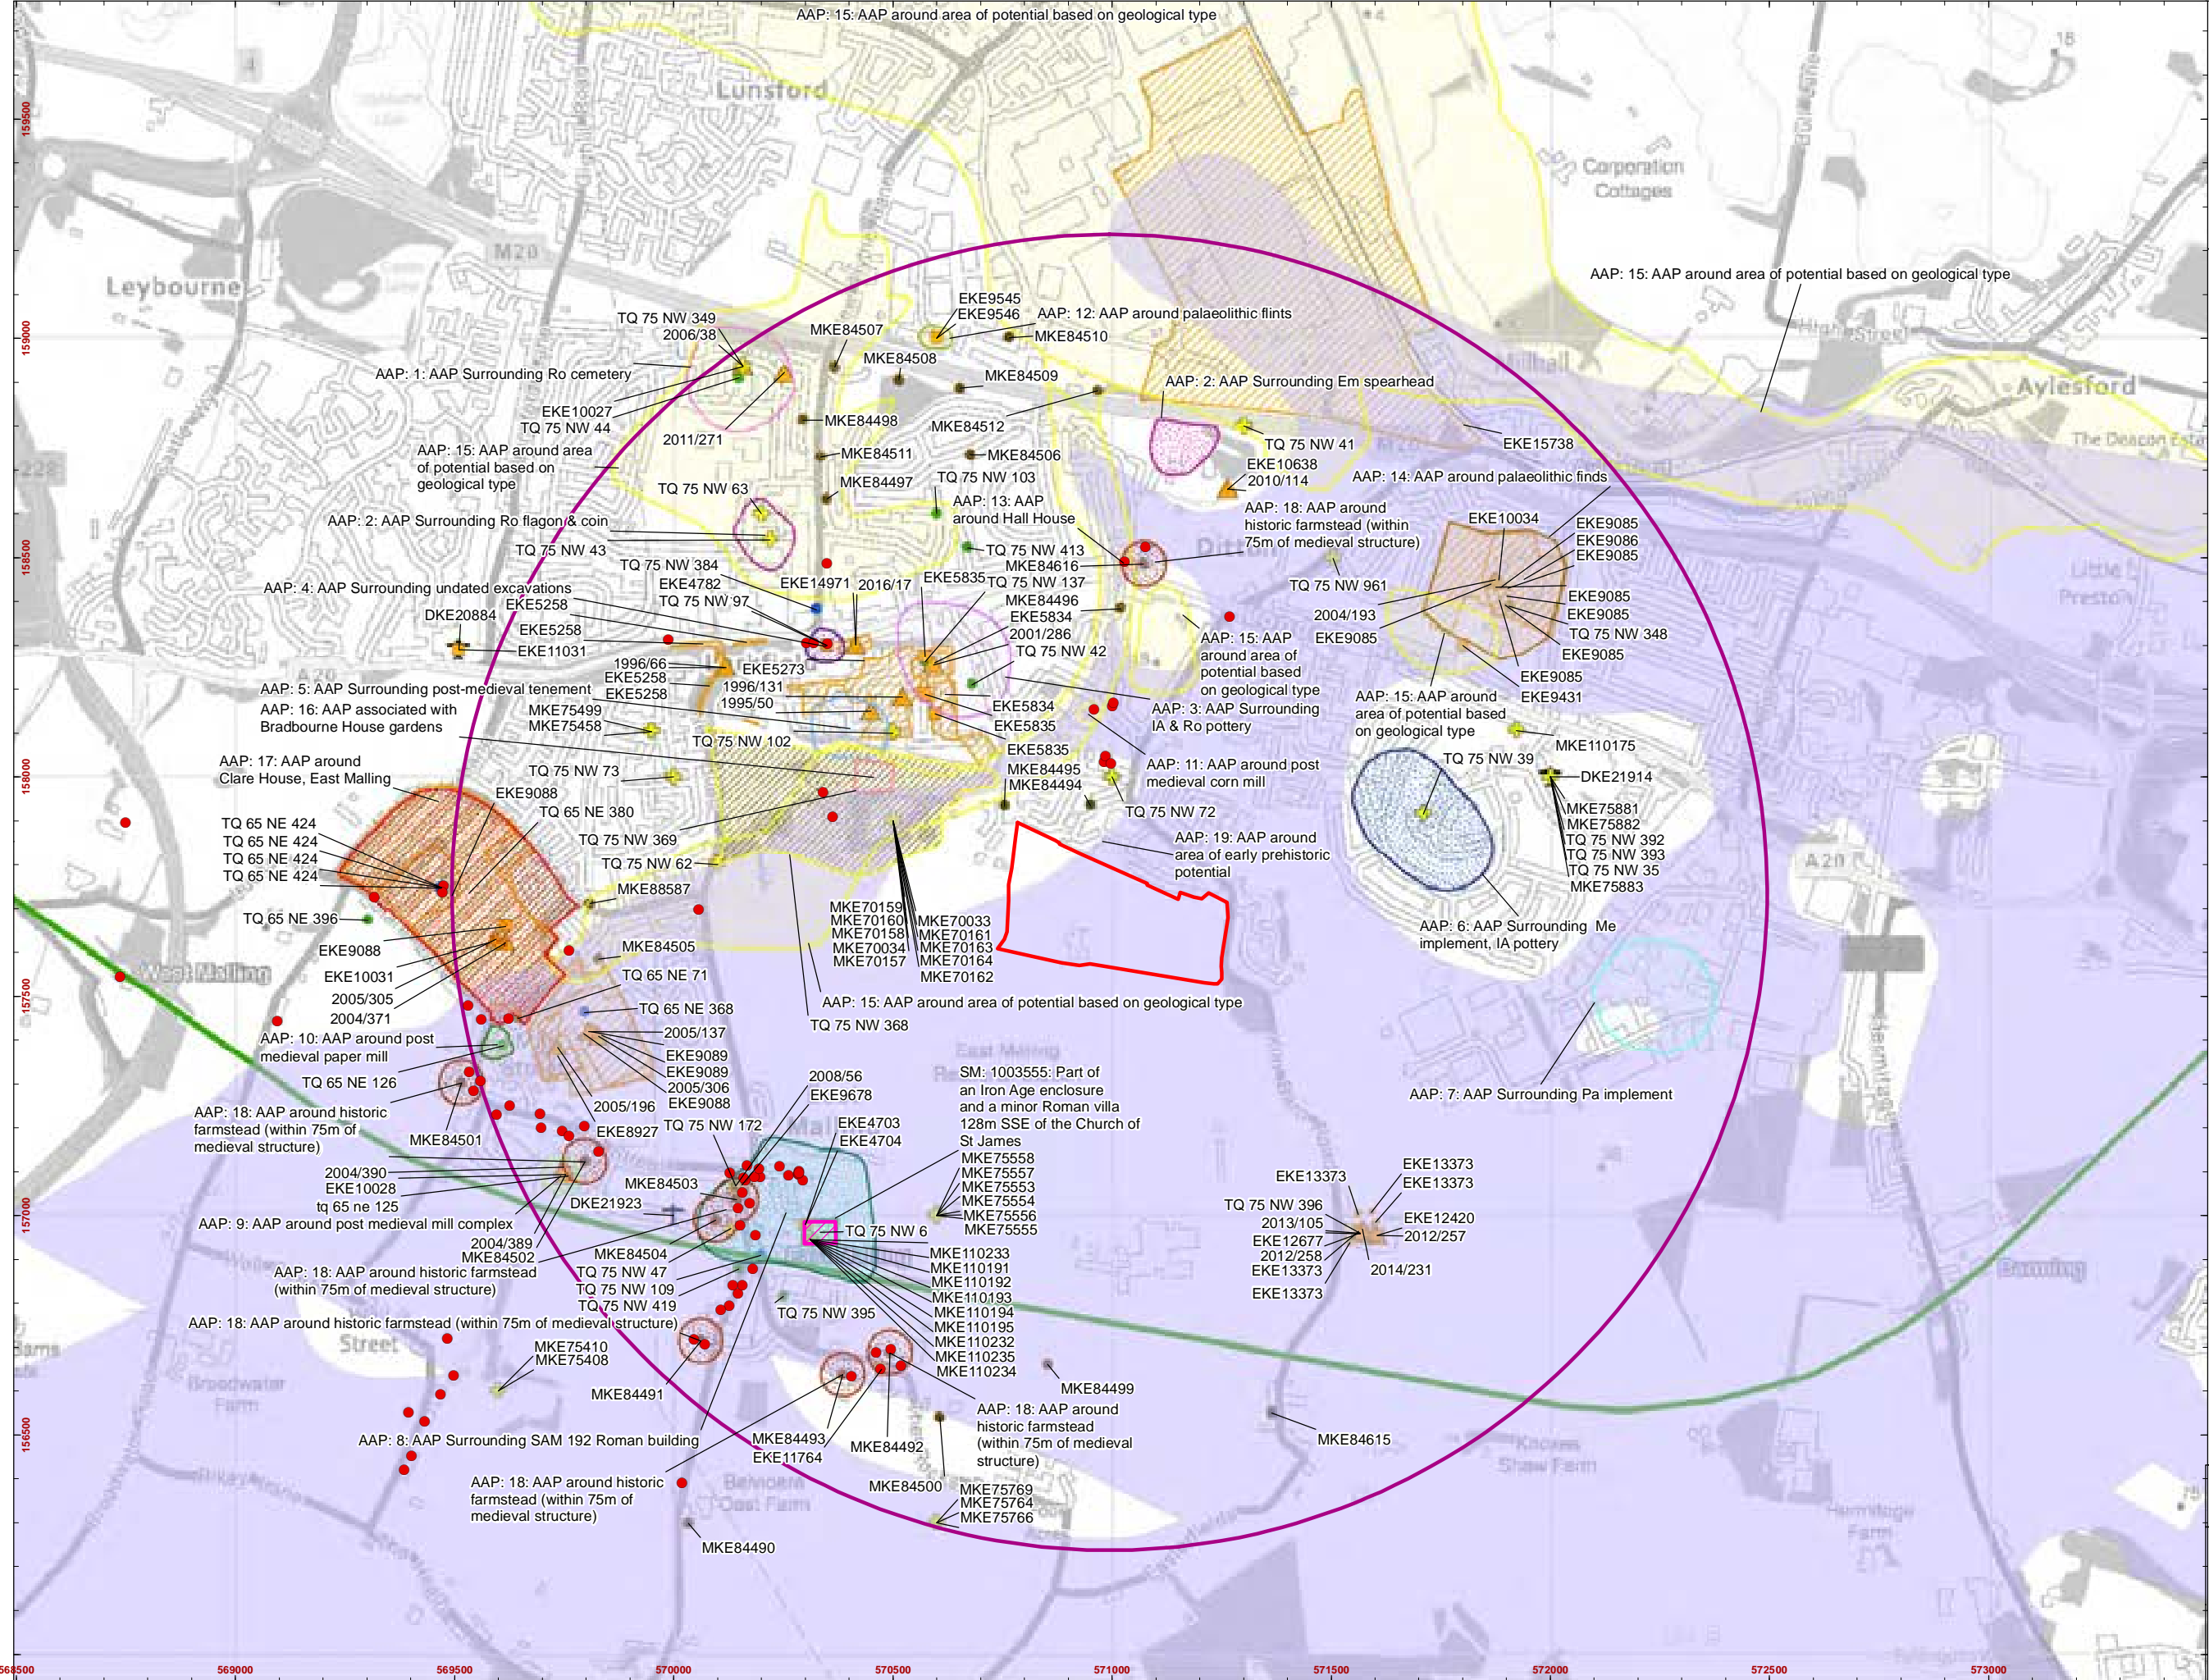 AAP: 15: AAP around area of potential based on geological type
Lunsford
Corporation
Cottages
M20
Leybourne
AAP: 15: AAP around area of potential based on geological type
EKE9545
EKE9546
AAP: 12: AAP around palaeolithic flints
TQ 75 NW 349
2006/38
MKE84507
MKE84510
High Street
Millhall
MKE84508
AAP: 1: AAP Surrounding Ro cemetery
MKE84509
AAP: 2: AAP Surrounding Em spearhead
Aylesford
EKE10027
TQ 75 NW 44
2011/271
MKE84498
MKE84512
TQ 75 NW 41
EKE15738
AAP: 15: AAP around area
of potential based on
geological type
MKE84511
MKE84506
EKE10638
2010/114
AAP: 14: AAP around palaeolithic finds
TQ 75 NW 63
MKE84497
TQ 75 NW 103
AAP: 13: AAP
around Hall House
AAP: 18: AAP around
historic farmstead (within
75m of medieval structure)
EKE10034
EKE9085
EKE9086
EKE9085
AAP: 2: AAP Surrounding Ro flagon & coin
TQ 75 NW 43
TQ 75 NW 413
MKE84616
Ditton
TQ 75 NW 384
EKE4782
TQ 75 NW 97
EKE14971
2016/17
EKE5835
TQ 75 NW 137
TQ 75 NW 961
Little
Preston
AAP: 4: AAP Surrounding undated excavations
EKE5258
DKE20884
EKE5258
EKE11031
MKE84496
EKE5834
2001/286
TQ 75 NW 42
2004/193
EKE9085
EKE9085
EKE9085
TQ 75 NW 348
EKE9085
EKE9085
EKE9431
A20
1996/66
EKE5258
EKE5258
EKE5273
1996/131
1995/50
AAP: 15: AAP
around area of
potential based
on geological type
AAP: 5: AAP Surrounding post-medieval tenement
AAP: 16: AAP associated with
Bradbourne House gardens
MKE75499
MKE75458
TQ 75 NW 102
EKE5834
EKE5835
EKE5835
AAP: 3: AAP Surrounding
IA & Ro pottery
AAP: 15: AAP around
area of potential based
on geological type
MKE110175
AAP: 17: AAP around
Clare House, East Malling
TQ 75 NW 73
MKE84495
MKE84494
AAP: 11: AAP around post
medieval corn mill
TQ 75 NW 39
DKE21914
EKE9088
TQ 65 NE 380
TQ 75 NW 72
MKE75881
MKE75882
TQ 75 NW 392
TQ 75 NW 393
TQ 75 NW 35
MKE75883
TQ 65 NE 424
TQ 65 NE 424
TQ 65 NE 424
TQ 65 NE 424
TQ 75 NW 369
TQ 75 NW 62
AAP: 19: AAP around
area of early prehistoric
potential
A20
MKE88587
TQ 65 NE 396
MKE70159
MKE70160
MKE70158
MKE70034
MKE70157
MKE70033
MKE70161
MKE70163
MKE70164
MKE70162
AAP: 6: AAP Surrounding Me
implement, IA pottery
EKE9088
MKE84505
West Malling
EKE10031
2005/305
2004/371
TQ 65 NE 71
AAP: 15: AAP around area of potential based on geological type
TQ 65 NE 368
TQ 75 NW 368
AAP: 10: AAP around post
medieval paper mill
2005/137
EKE9089
EKE9089
2005/306
EKE9088
TQ 65 NE 126
2005/196
2008/56
EKE9678
SM: 1003555: Part of
an Iron Age enclosure
and a minor Roman villa
128m SSE of the Church of
St James
AAP: 7: AAP Surrounding Pa implement
AAP: 18: AAP around historic
farmstead (within 75m of
medieval structure)
MKE84501
EKE8927
TQ 75 NW 172
EKE4703
EKE4704
2004/390
EKE10028
tq 65 ne 125
MKE84503
DKE21923
MKE75558
MKE75557
MKE75553
MKE75554
MKE75556
MKE75555
EKE13373
EKE13373
EKE13373
AAP: 9: AAP around post medieval mill complex
2004/389
MKE84502
TQ 75 NW 6
TQ 75 NW 396
2013/105
EKE12677
2012/258
EKE13373
EKE13373
EKE12420
2012/257
2014/231
AAP: 18: AAP around historic farmstead
(within 75m of medieval structure)
MKE84504
TQ 75 NW 47
TQ 75 NW 109
TQ 75 NW 419
MKE110233
MKE110191
MKE110192
MKE110193
MKE110194
MKE110195
MKE110232
MKE110235
MKE110234
Barming
TQ 75 NW 395
AAP: 18: AAP around historic farmstead (within 75m of medieval structure)
Street
MKE75410
MKE75408
Broadwater
Farm
MKE84491
MKE84499
AAP: 18: AAP around
historic farmstead
(within 75m of medieval
structure)
AAP: 8: AAP Surrounding SAM 192 Roman building
MKE84493
EKE11764
MKE84492
MKE84615
AAP: 18: AAP around historic
farmstead (within 75m of
medieval structure)
MKE84500
MKE75769
MKE75764
MKE75766
Hermitage
Farm
MKE84490
159500
159000
158500
158000
157500
157000
156500
568500
569000
569500
570000
570500
571000
571500
572000
572500
573000